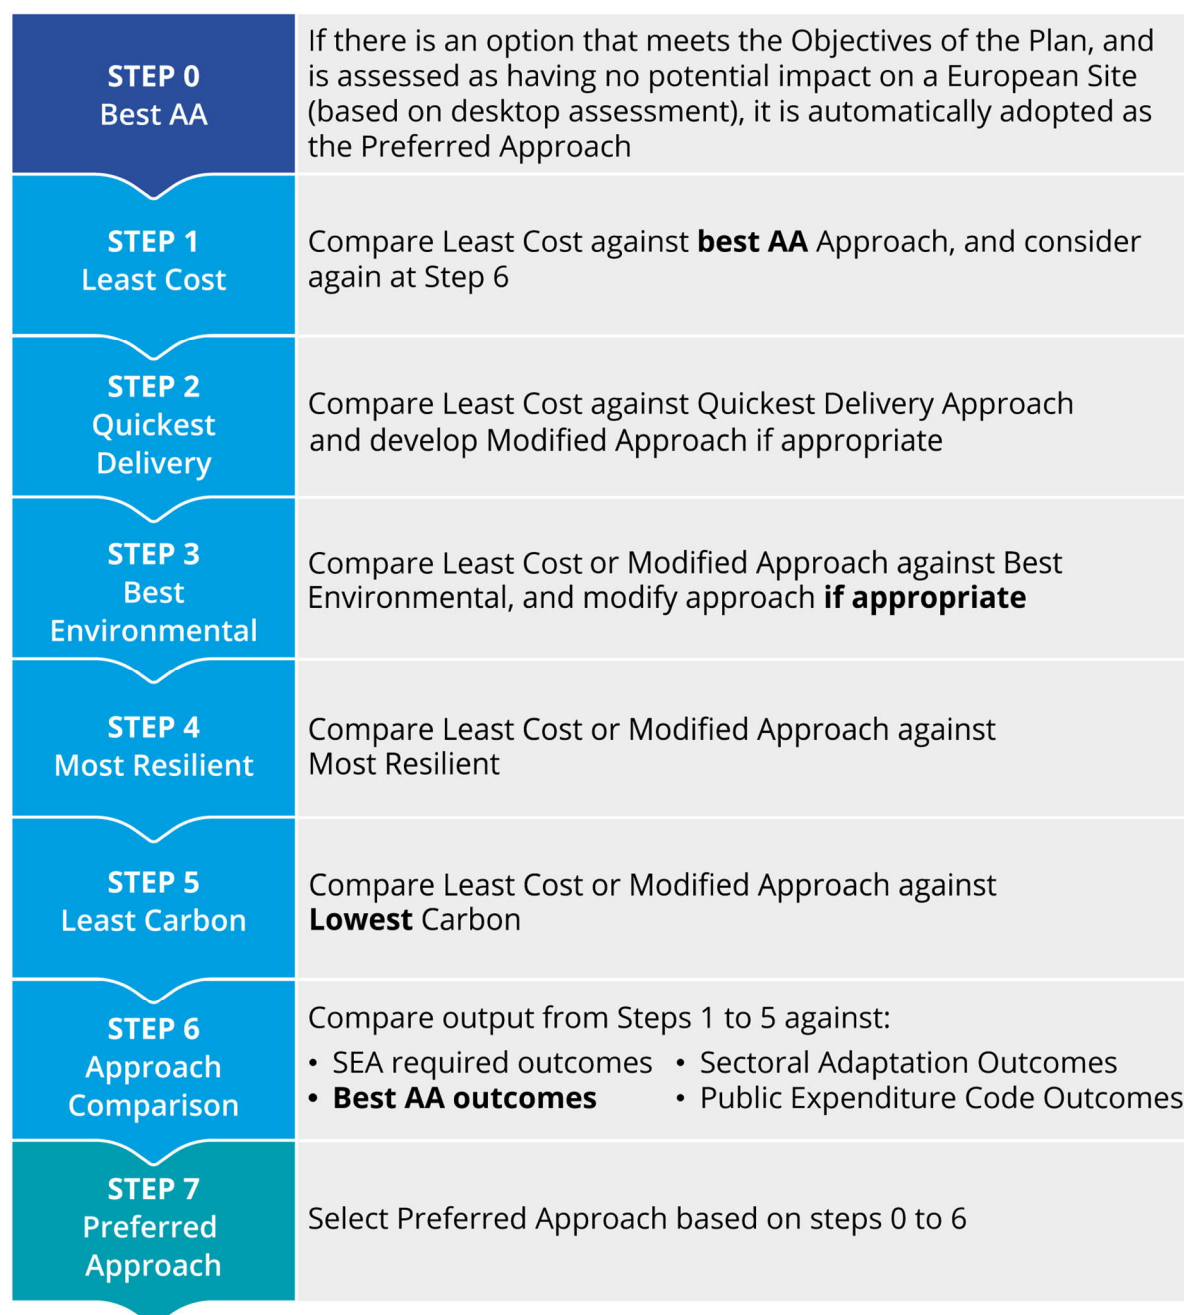 STEP 0
Best AA
If there is an option that meets the Objectives of the Plan, and
is assessed as having no potential impact on a European Site
(based on desktop assessment), it is automatically adopted as
the Preferred Approach
STEP 1
Least Cost
Compare Least Cost against best AA Approach, and consider
again at Step 6
STEP 2
Quickest
Delivery
Compare Least Cost against Quickest Delivery Approach
and develop Modified Approach if appropriate
STEP 3
Best
Environmental
Compare Least Cost or Modified Approach against Best
Environmental, and modify approach if appropriate
STEP 4
Most Resilient
Compare Least Cost or Modified Approach against
Most Resilient
STEP 5
Least Carbon
Compare Least Cost or Modified Approach against
Lowest Carbon
STEP 6
Approach
Comparison
Compare output from Steps 1 to 5 against:
• SEA required outcomes
• Best AA outcomes
• Sectoral Adaptation Outcomes
• Public Expenditure Code Outcomes
STEP 7
Preferred
Approach
Select Preferred Approach based on steps 0 to 6